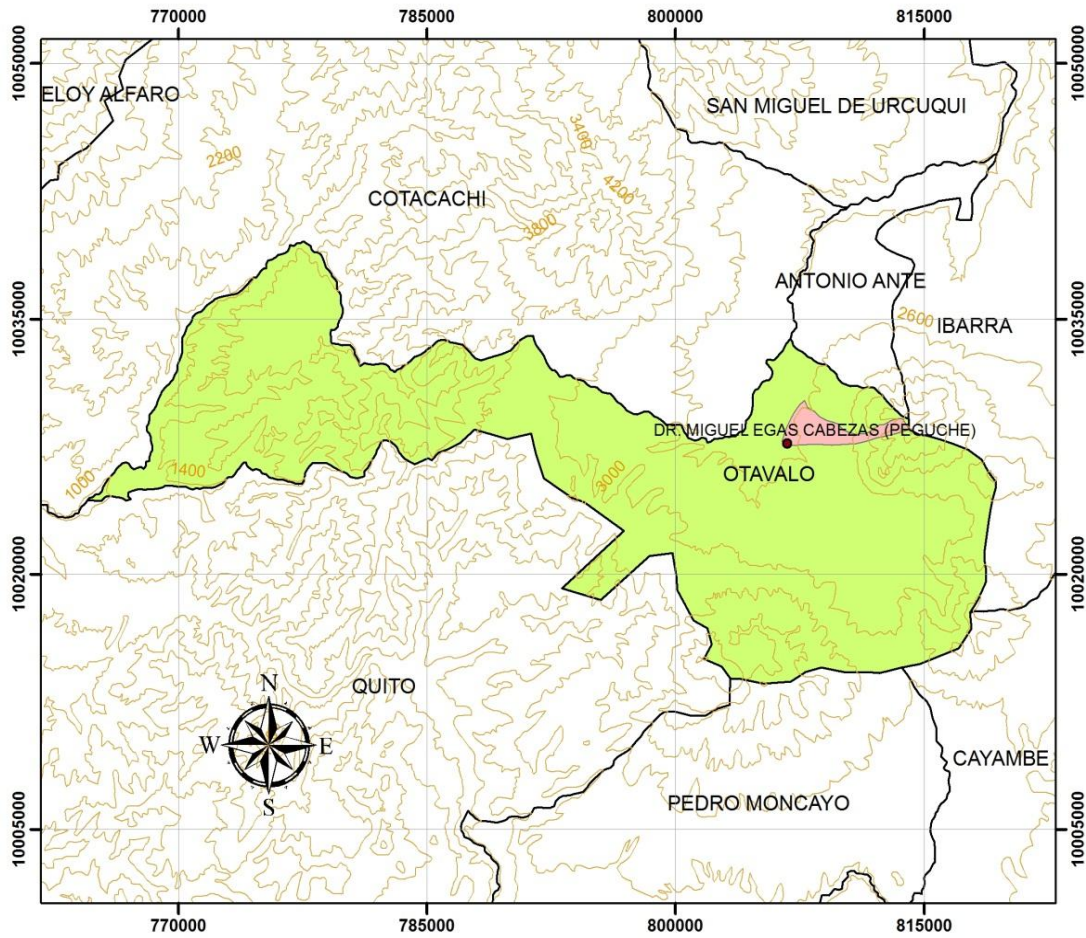 770000 785000 800000 815000
10050000 10050000
ELOY ALFARO
SAN MIGUEL DE URCUQUI
3400
2200
4200
COTACACHI
3800
ANTONIO ANTE
10035000 10035000
2600
IBARRA
DR. MIGUEL EGAS CABEZAS (PEGUCHE)
1400
OTAVALO
1000
3000
10020000 10020000
QUITO
N
W E
S
CAYAMBE
PEDRO MONCAYO
10005000 10005000
770000 785000 800000 815000